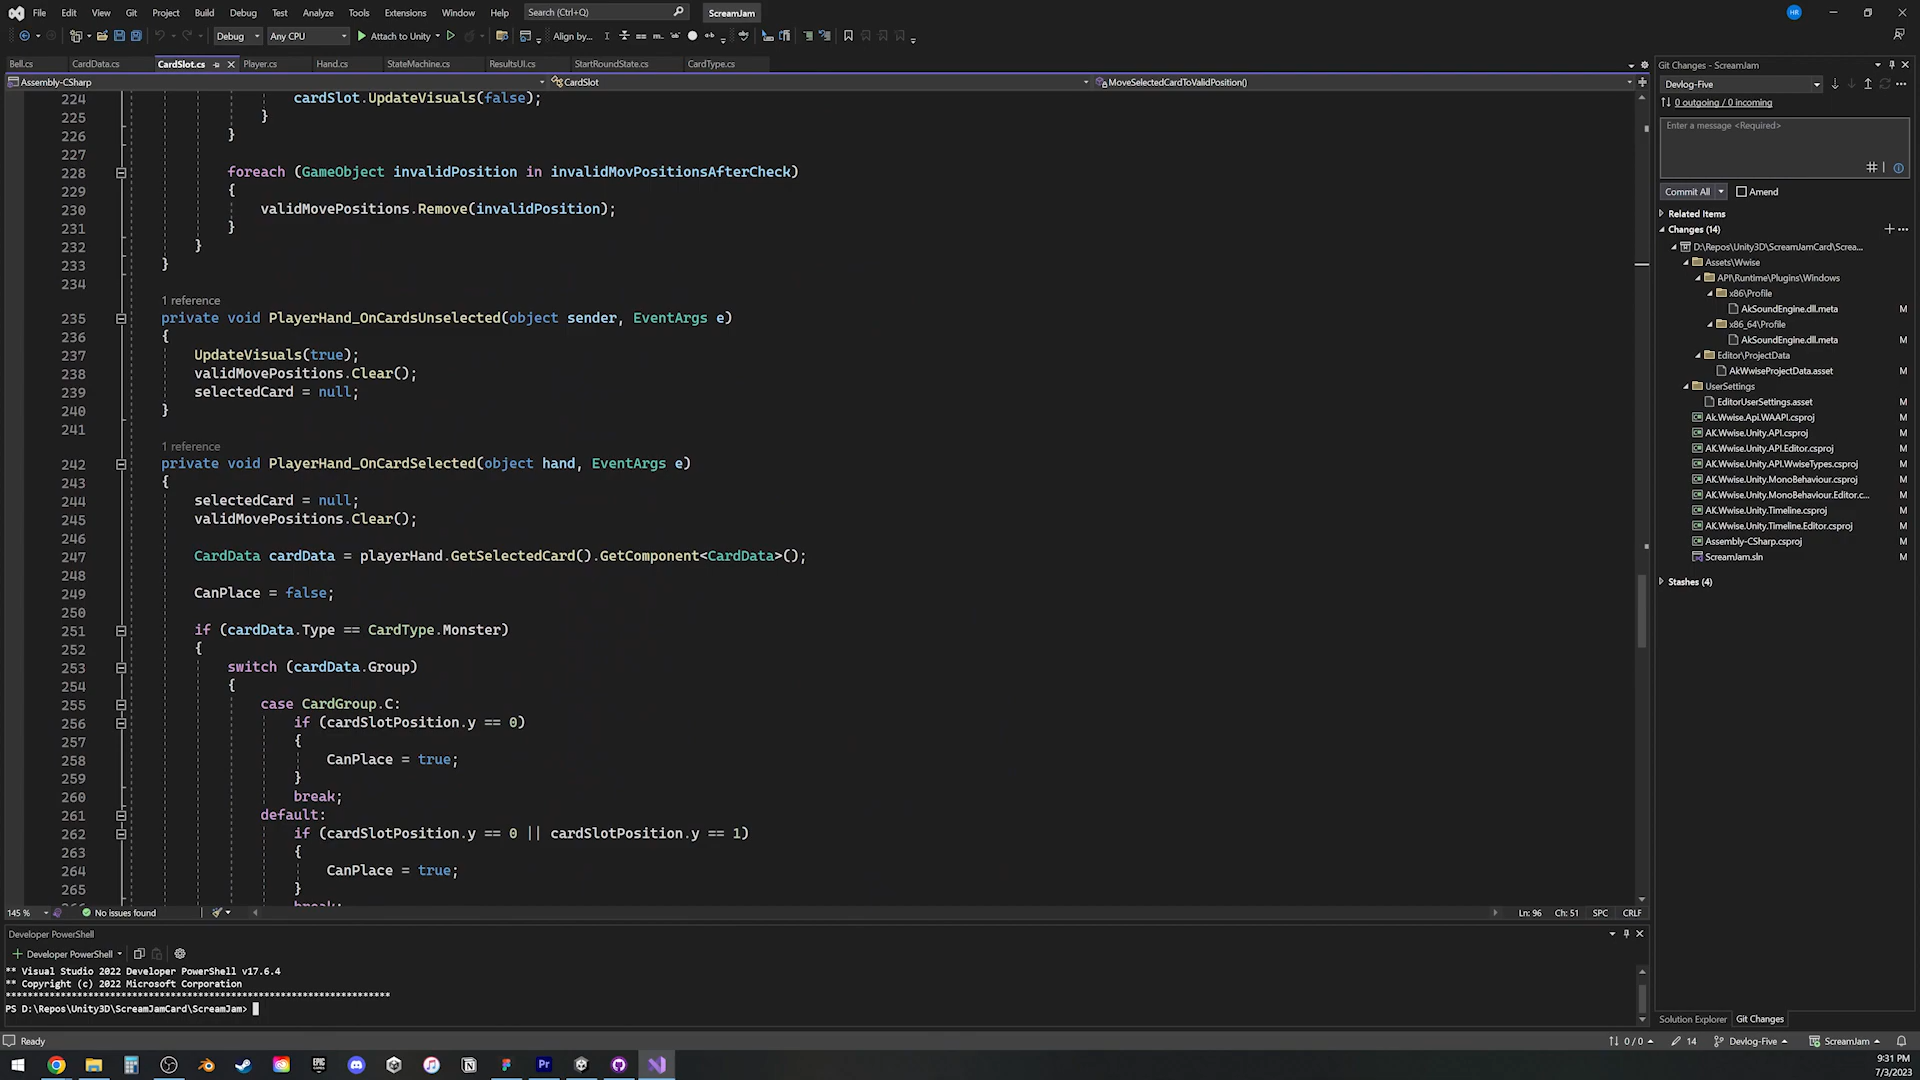 File Edit View Git Project Build Debug Test Analyze Tools Extensions Window Help Search (Ctrl+Q) ScreamJam HR
Debug Any CPU Attach to Unity Align by...
Bell.cs CardData.cs CardSlot.cs Player.cs Hand.cs StateMachine.cs ResultsUI.cs StartRoundState.cs CardType.cs
Assembly-CSharp CardSlot MoveSelectedCardToValidPosition()
224 cardSlot.UpdateVisuals(false);
225 }
226 }
227
228 foreach (GameObject invalidPosition in invalidMovPositionsAfterCheck)
229 {
230 validMovePositions.Remove(invalidPosition);
231 }
232 }
233 }
234
1 reference
235 private void PlayerHand_OnCardsUnselected(object sender, EventArgs e)
236 {
237 UpdateVisuals(true);
238 validMovePositions.Clear();
239 selectedCard = null;
240 }
241
1 reference
242 private void PlayerHand_OnCardSelected(object hand, EventArgs e)
243 {
244 selectedCard = null;
245 validMovePositions.Clear();
246
247 CardData cardData = playerHand.GetSelectedCard().GetComponent<CardData>();
248
249 CanPlace = false;
250
251 if (cardData.Type == CardType.Monster)
252 {
253 switch (cardData.Group)
254 {
255 case CardGroup.C:
256 if (cardSlotPosition.y == 0)
257 {
258 CanPlace = true;
259 }
260 break;
261 default:
262 if (cardSlotPosition.y == 0 || cardSlotPosition.y == 1)
263 {
264 CanPlace = true;
265 }
266 break;
145 % No issues found Ln: 96 Ch: 51 SPC CRLF
Developer PowerShell
+ Developer PowerShell
** Visual Studio 2022 Developer PowerShell v17.6.4
** Copyright (c) 2022 Microsoft Corporation
**********************************************************************
PS D:\Repos\Unity3D\ScreamJamCard\ScreamJam>
Git Changes - ScreamJam
Devlog-Five
0 outgoing / 0 incoming
Enter a message <Required>
Commit All Amend
Related Items
Changes (14)
D:\Repos\Unity3D\ScreamJamCard\Screa...
Assets\Wwise
API\Runtime\Plugins\Windows
x86\Profile
AkSoundEngine.dll.meta M
x86_64\Profile
AkSoundEngine.dll.meta M
Editor\ProjectData
AkWwiseProjectData.asset M
UserSettings
EditorUserSettings.asset M
Ak.Wwise.Api.WAAPI.csproj M
AK.Wwise.Unity.API.csproj M
AK.Wwise.Unity.API.Editor.csproj M
AK.Wwise.Unity.API.WwiseTypes.csproj M
AK.Wwise.Unity.MonoBehaviour.csproj M
AK.Wwise.Unity.MonoBehaviour.Editor.c... M
AK.Wwise.Unity.Timeline.csproj M
AK.Wwise.Unity.Timeline.Editor.csproj M
Assembly-CSharp.csproj M
ScreamJam.sln M
Stashes (4)
Solution Explorer Git Changes
Ready 0 / 0 14 Devlog-Five ScreamJam
9:31 PM
7/3/2023